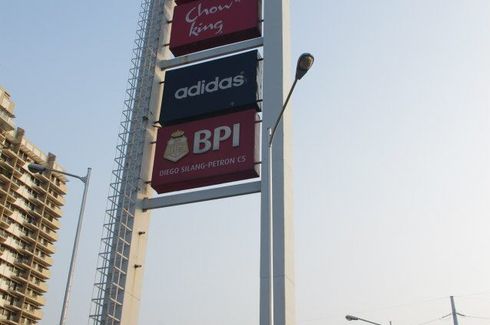 Chow
king
adidas
BPI
DIEGO SILANG-PETRON CS